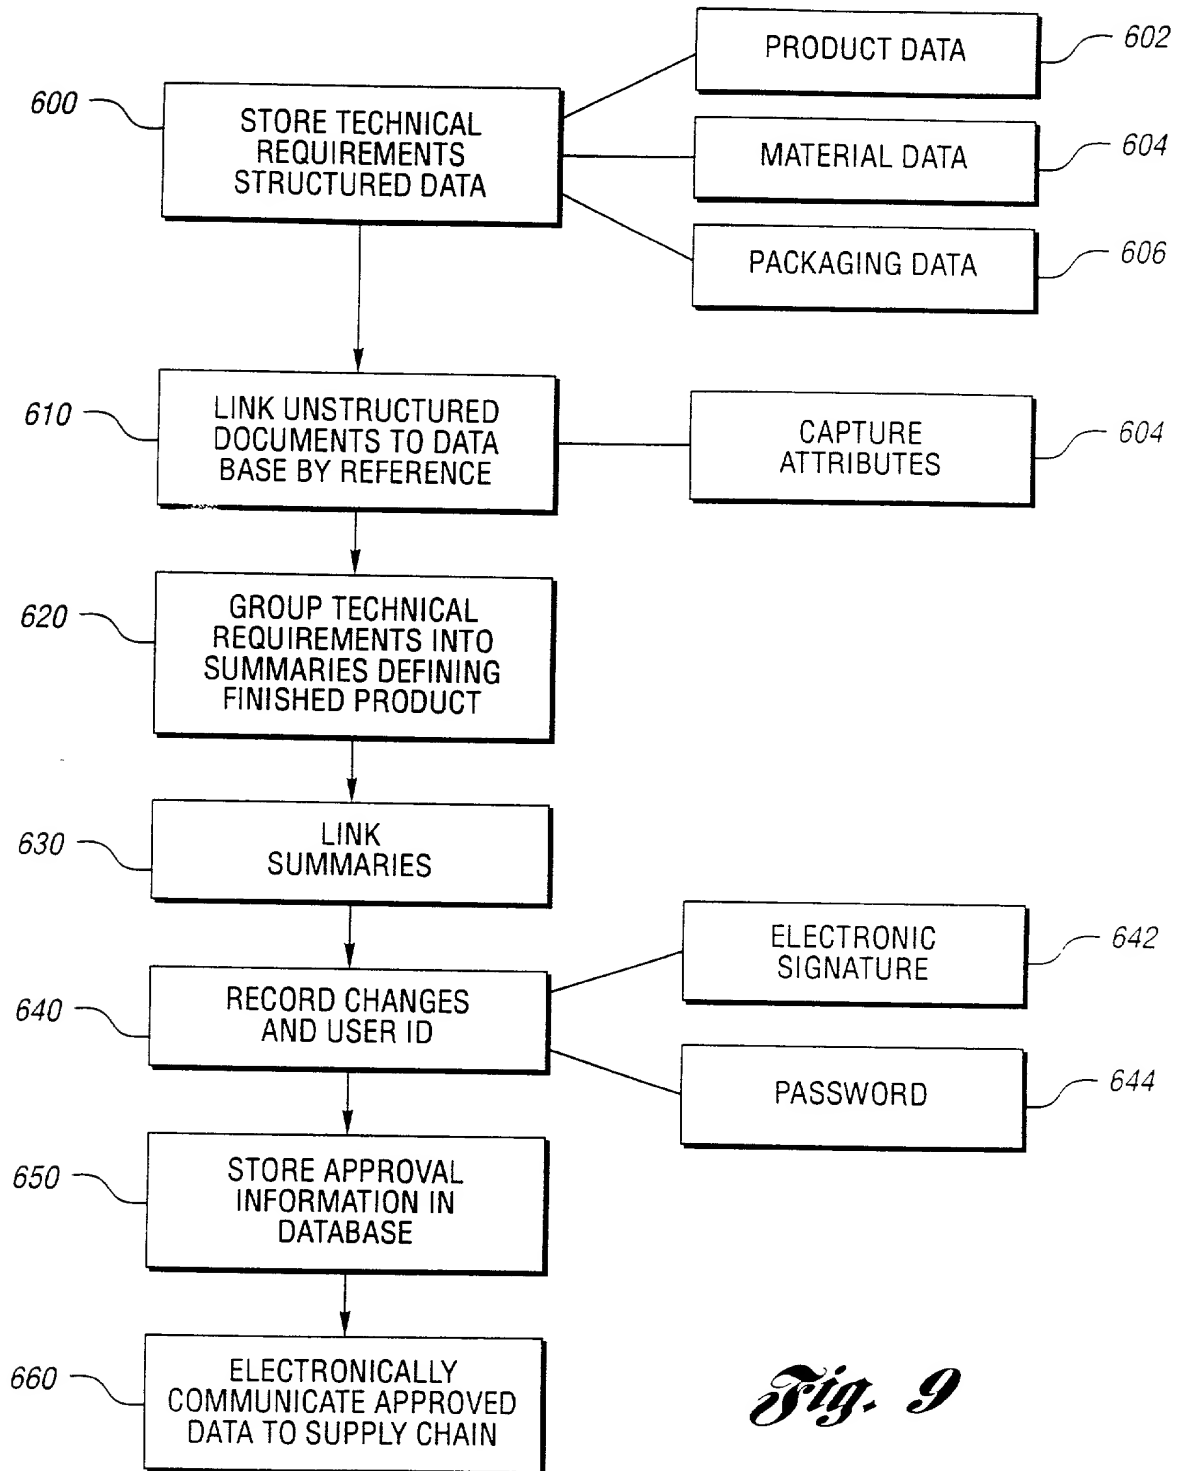 PRODUCT DATA
602
600
STORE TECHNICAL
REQUIREMENTS
STRUCTURED DATA
MATERIAL DATA
604
PACKAGING DATA
606
610
LINK UNSTRUCTURED
DOCUMENTS TO DATA
BASE BY REFERENCE
CAPTURE
ATTRIBUTES
604
620
GROUP TECHNICAL
REQUIREMENTS INTO
SUMMARIES DEFINING
FINISHED PRODUCT
630
LINK
SUMMARIES
640
RECORD CHANGES
AND USER ID
ELECTRONIC
SIGNATURE
642
PASSWORD
644
650
STORE APPROVAL
INFORMATION IN
DATABASE
660
ELECTRONICALLY
COMMUNICATE APPROVED
DATA TO SUPPLY CHAIN
Fig. 9